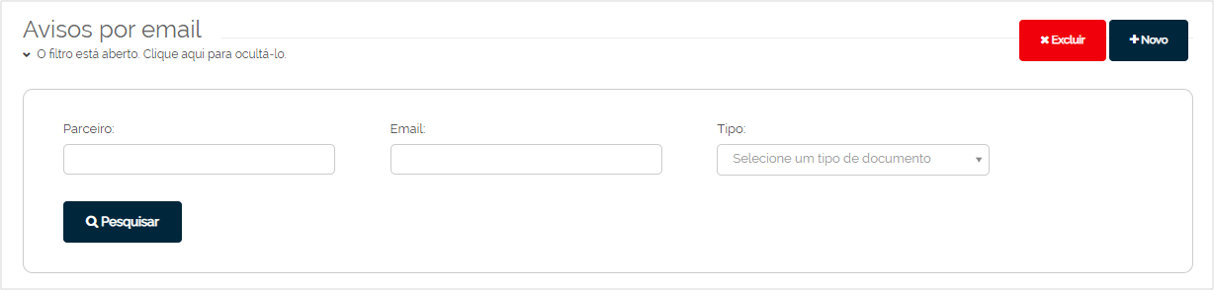 Avisos por email
O filtro está aberto. Clique aqui para ocultá-lo.
Excluir
Novo
Parceiro:
Email:
Tipo:
Selecione um tipo de documento
Pesquisar